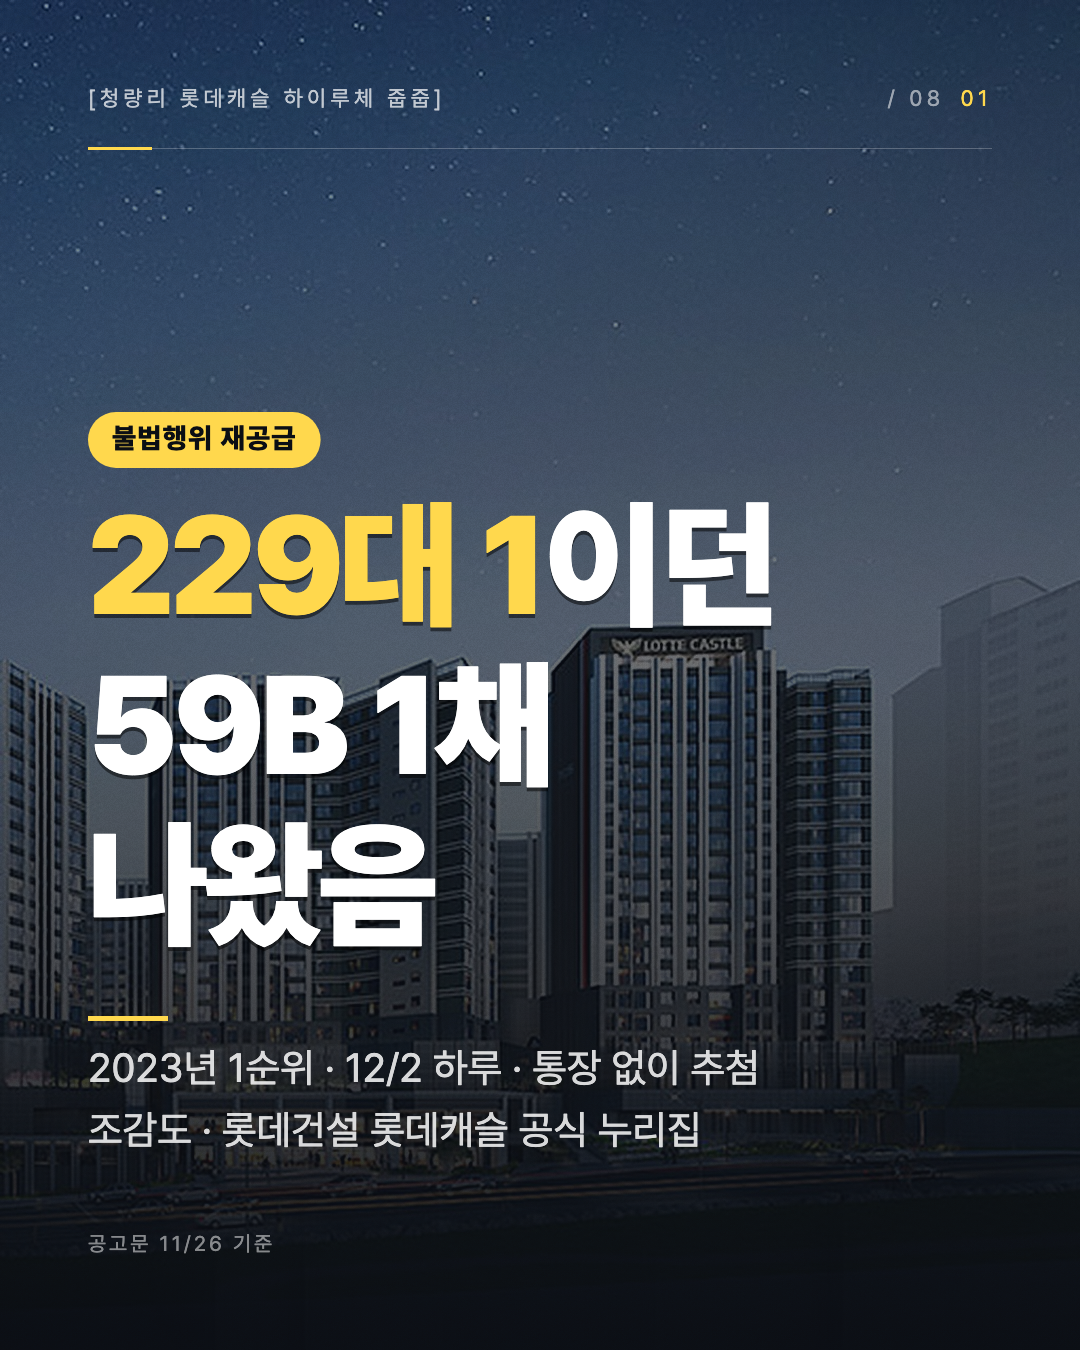 [청량리 롯데캐슬 하이루체 줍줍]
/ 08 01
불법행위 재공급
229대 1이던
59B 1채
나왔음
LOTTE CASTLE
2023년 1순위 · 12/2 하루 · 통장 없이 추첨
조감도 · 롯데건설 롯데캐슬 공식 누리집
공고문 11/26 기준